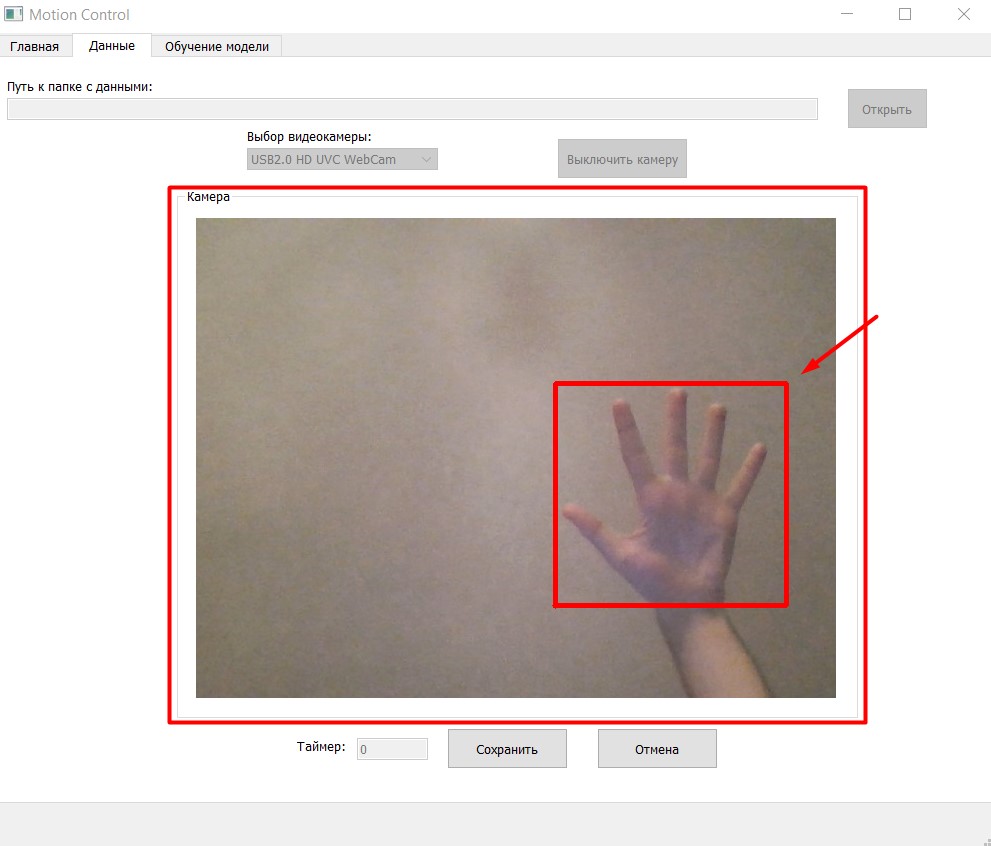 Motion Control
Главная Данные Обучение модели
Путь к папке с данными:
Открыть
Выбор видеокамеры:
USB2.0 HD UVC WebCam Выключить камеру
Камера
Таймер: 0 Сохранить Отмена